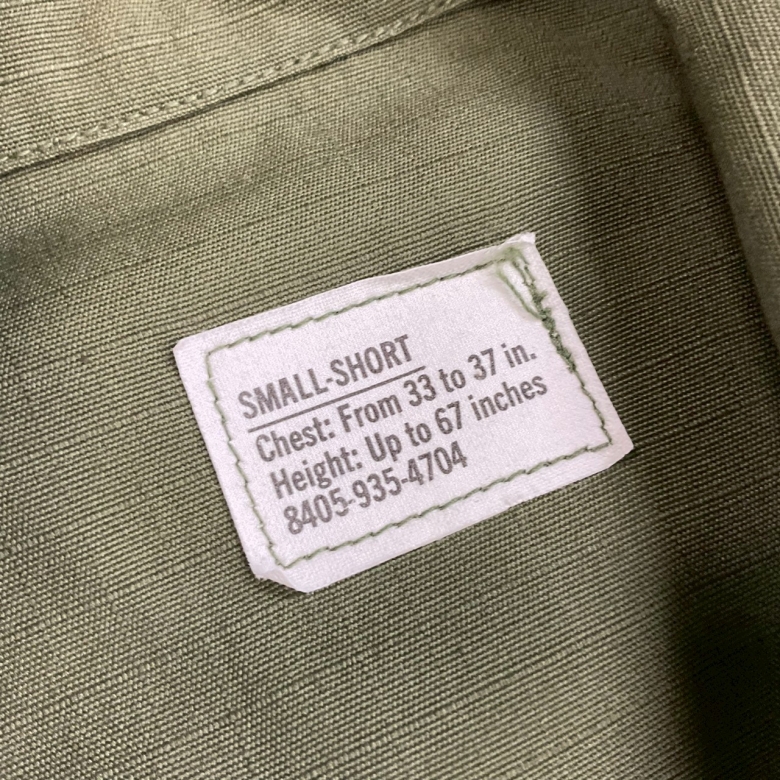 SMALL-SHORT
Chest: From 33 to 37 in.
Height: Up to 67 inches
8405-935-4704